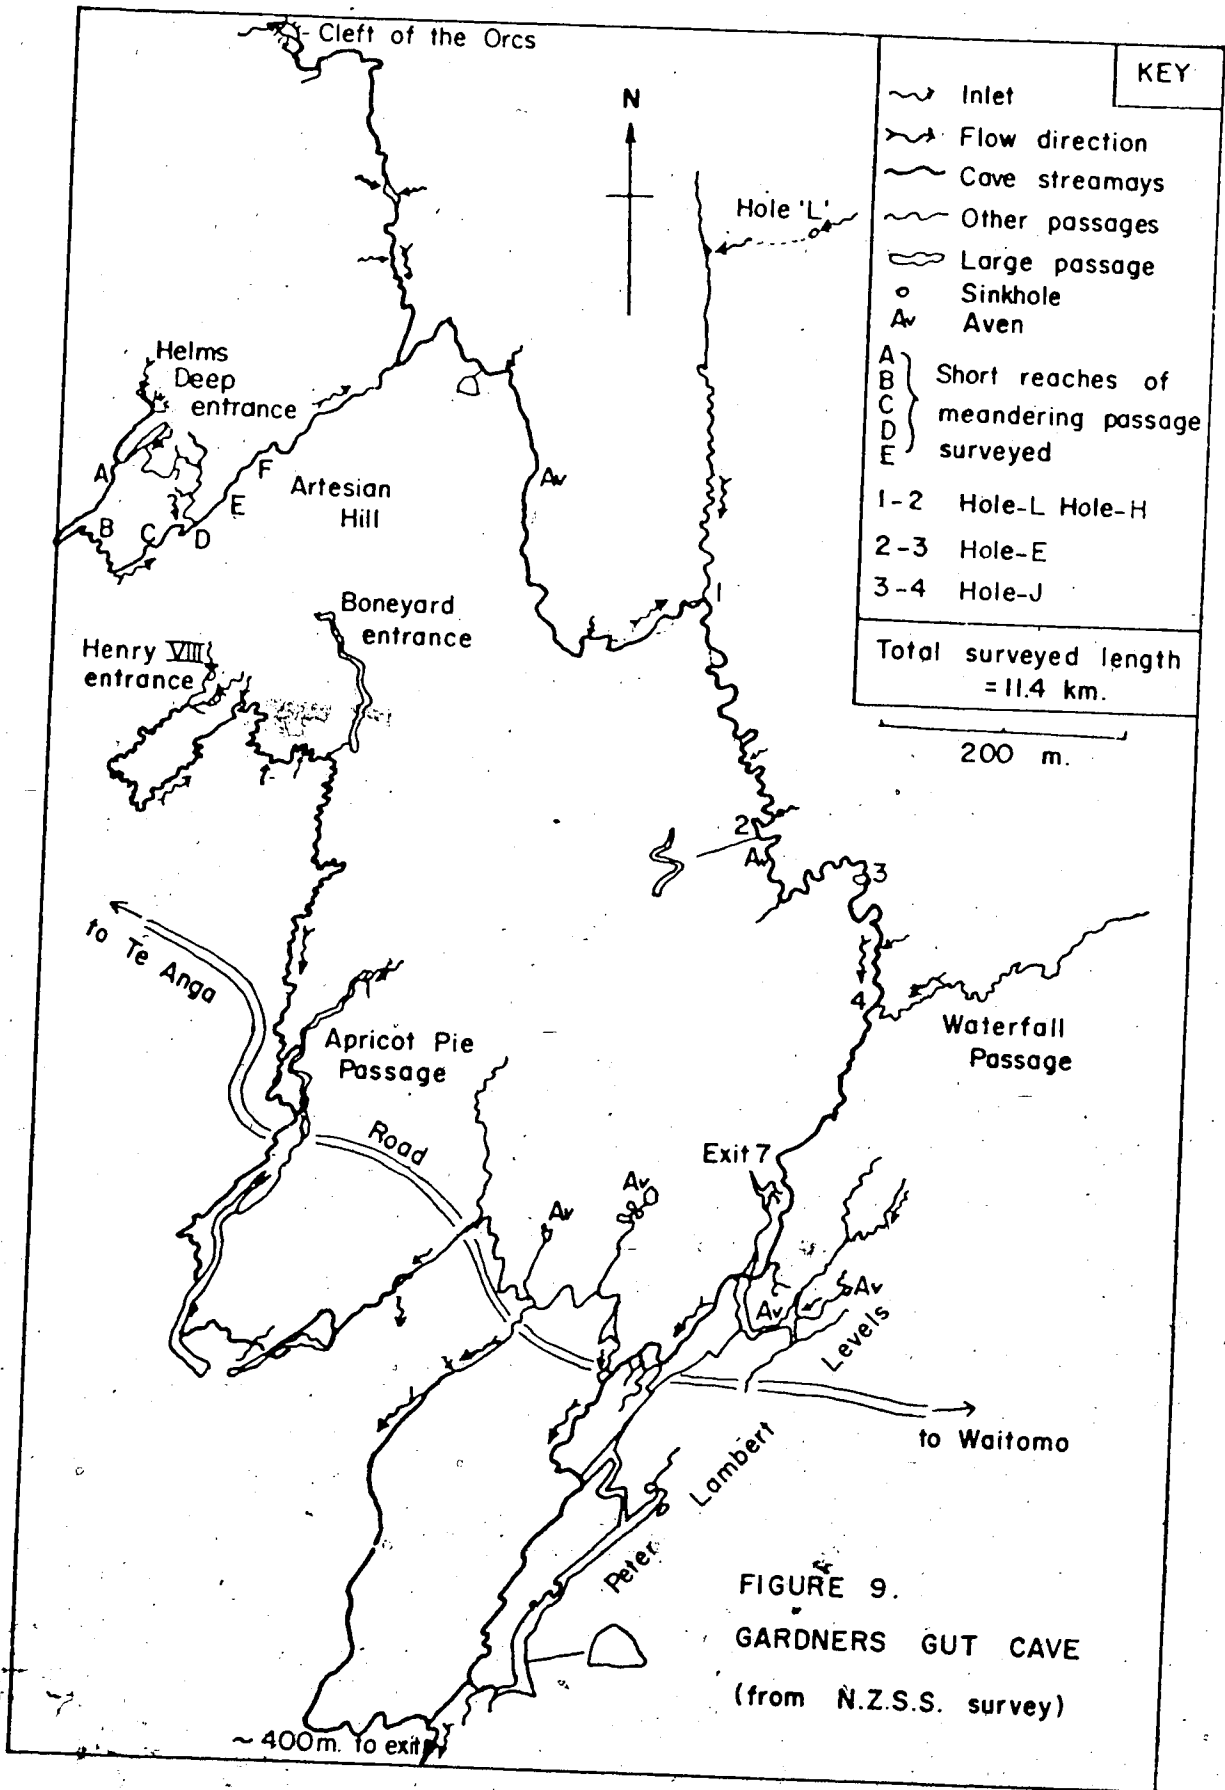 Cleft of the Orcs
N
Hole 'L'
KEY
Inlet
Flow direction
Cave streamays
Other passages
Large passage
Sinkhole
Av Aven
A
B
C
D
E
Short reaches of
meandering passage
surveyed
1-2 Hole-L Hole-H
2-3 Hole-E
3-4 Hole-J
Total surveyed length
=11.4 km.
200 m.
Helms
Deep
entrance
A
B
C
D
E
F
Artesian
Hill
Av
1
Boneyard
entrance
Henry VIII
entrance
2
Av
3
4
Waterfall
Passage
to Te Anga
Apricot Pie
Passage
Road
Exit 7
Av
Av
Av
Av
Levels
to Waitomo
Lambert
Peter
~400m. to exit
FIGURE 9.
GARDNERS GUT CAVE
(from N.Z.S.S. survey)